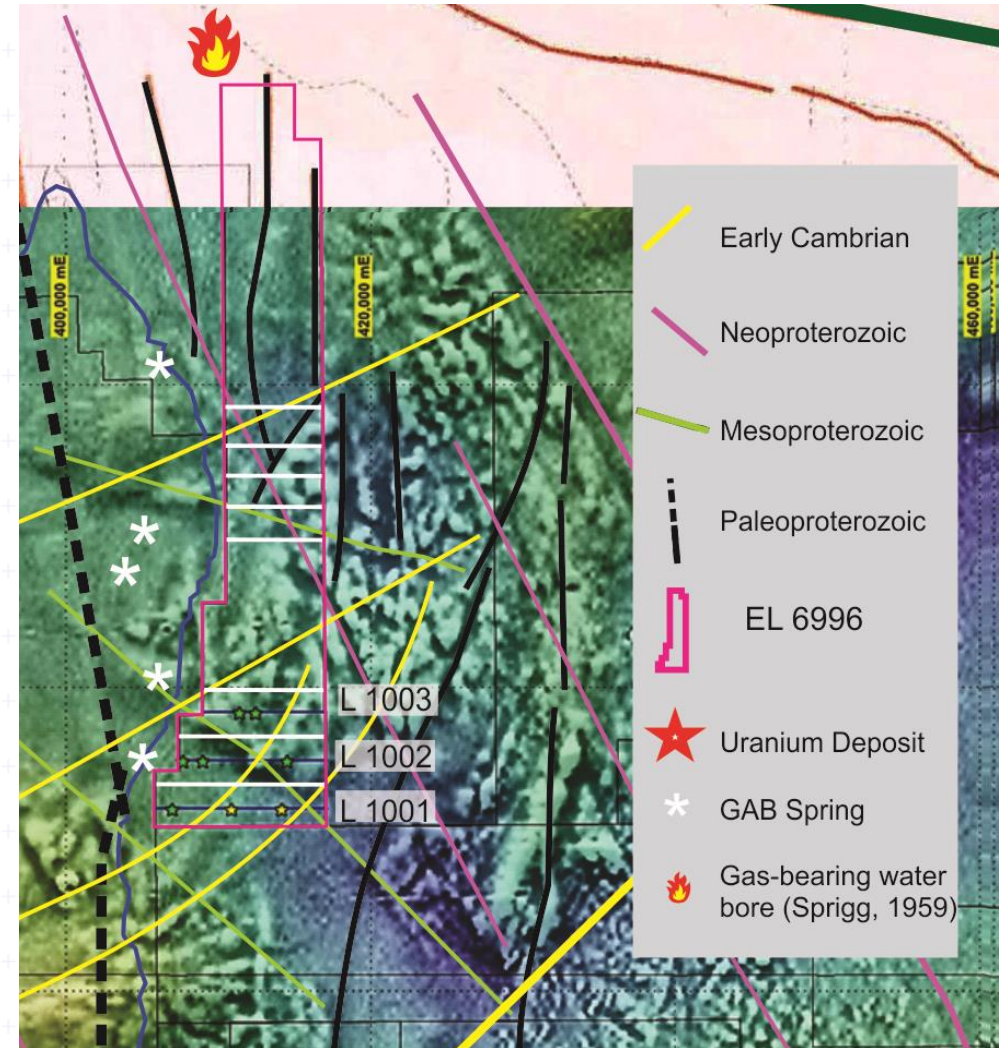 400,000 mE
420,000 mE
460,000 mE
Early Cambrian
Neoproterozoic
Mesoproterozoic
Paleoproterozoic
EL 6996
Uranium Deposit
GAB Spring
Gas-bearing water
bore (Sprigg, 1959)
L 1003
L 1002
L 1001